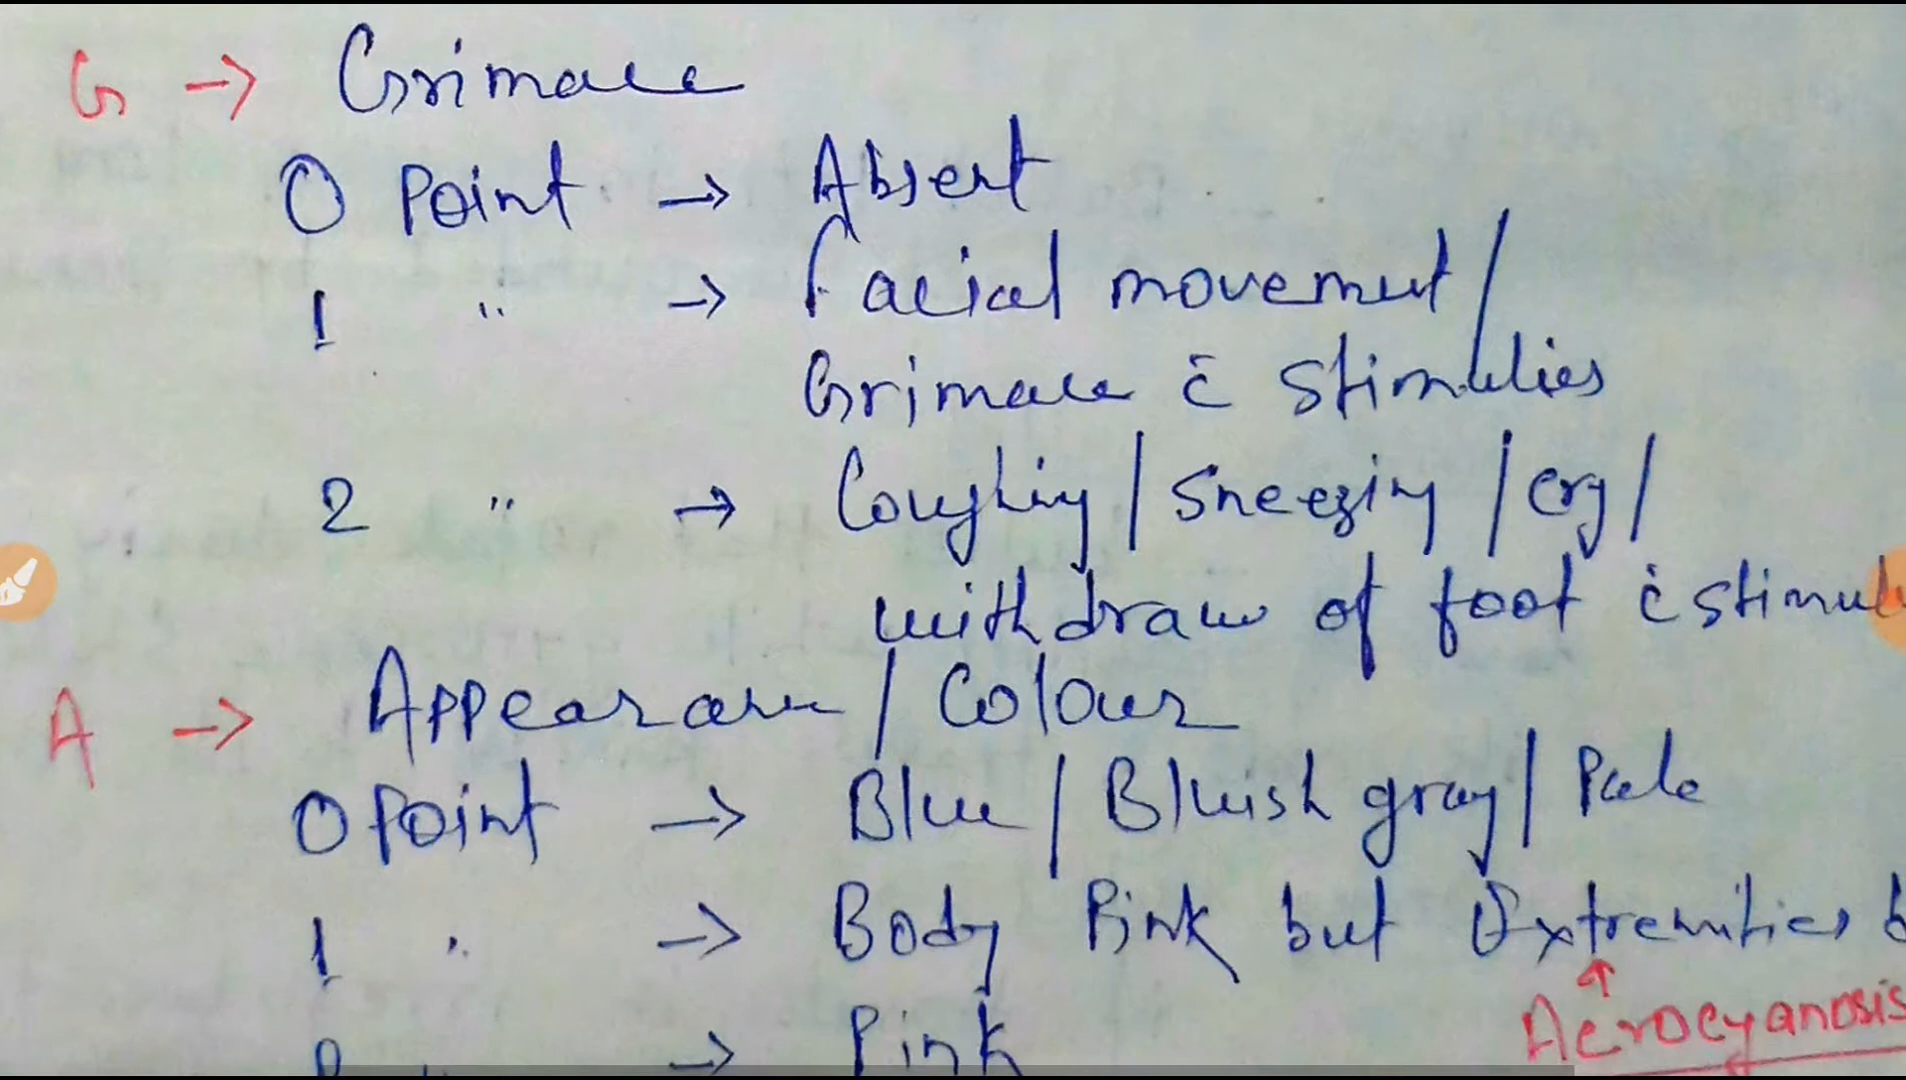 G → Grimace
0 Point → Absent
1 " → Facial movement/
Grimace c̄ stimulies
2 " → Coughing/sneezing/cry/
withdraw of foot c̄ stimul
A → Appearance/Colour
0 Point → Blue/Bluish gray/Pale
1 " → Body Pink but Extremities b
Acrocyanosis
2 " → Pink